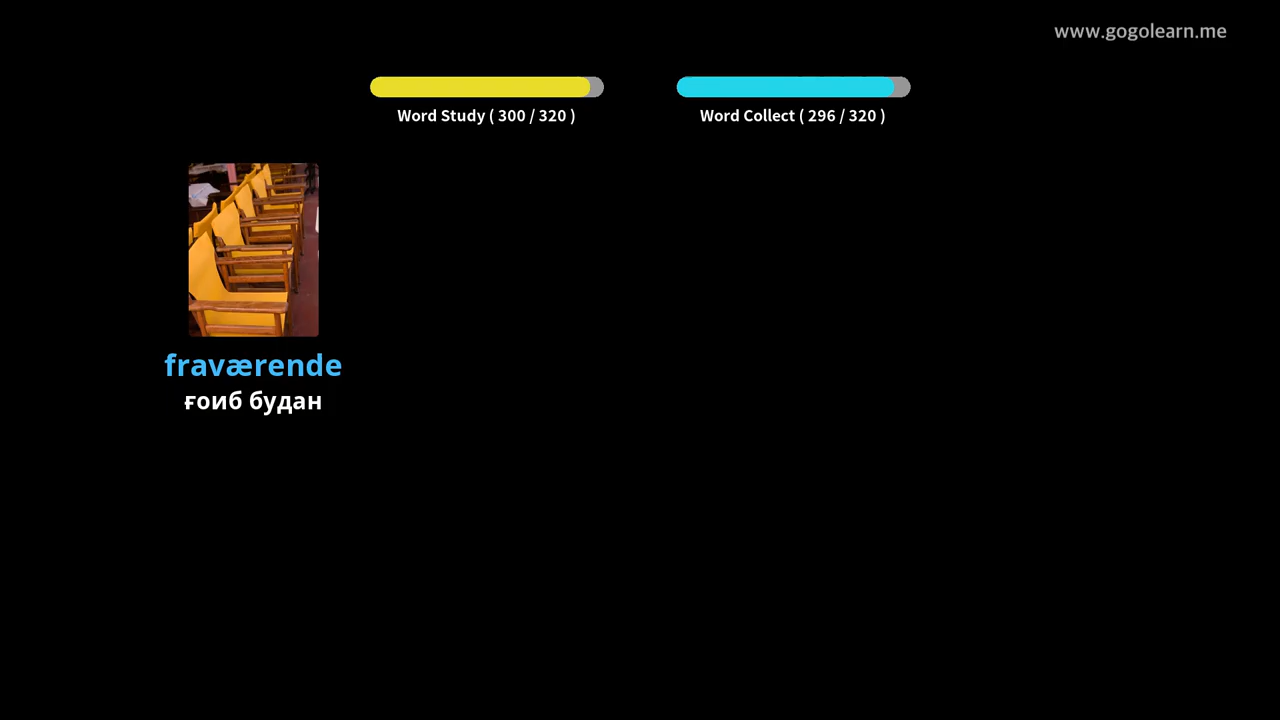 www.gogolearn.me
Word Study ( 300 / 320 )
Word Collect ( 296 / 320 )
fraværende
ғоиб будан